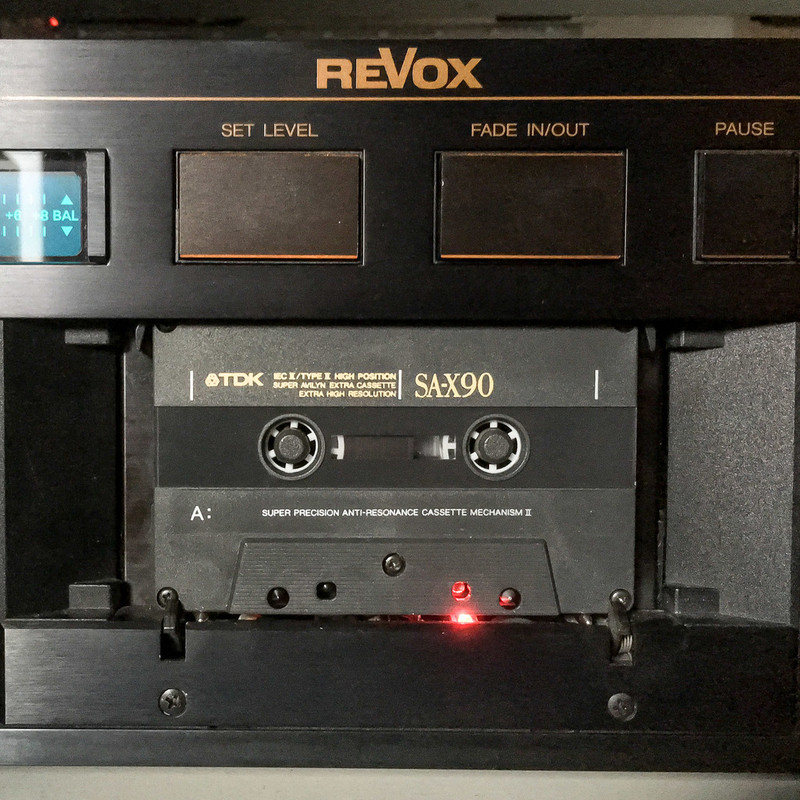 REVOX
SET LEVEL
FADE IN/OUT
PAUSE
+8 BAL
TDK
IEC II/TYPE II HIGH POSITION
SUPER AVILYN EXTRA CASSETTE
EXTRA HIGH RESOLUTION
SA-X90
A:
SUPER PRECISION ANTI-RESONANCE CASSETTE MECHANISM II